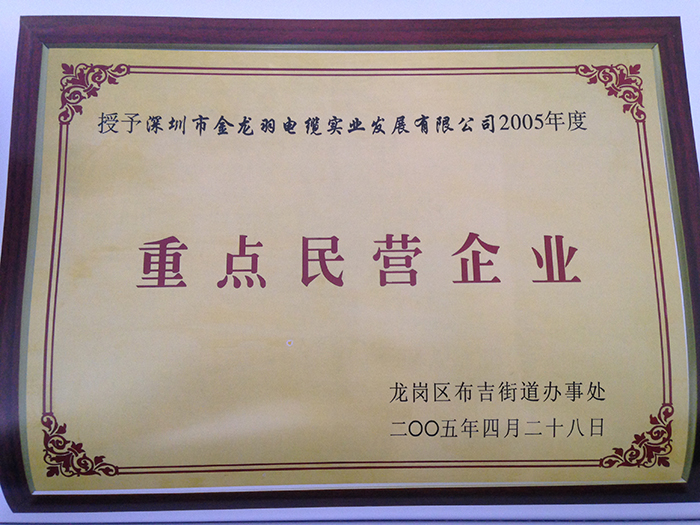 授予深圳市金龙羽电缆实业发展有限公司2005年度
重点民营企业
龙岗区布吉街道办事处
二〇〇五年四月二十八日